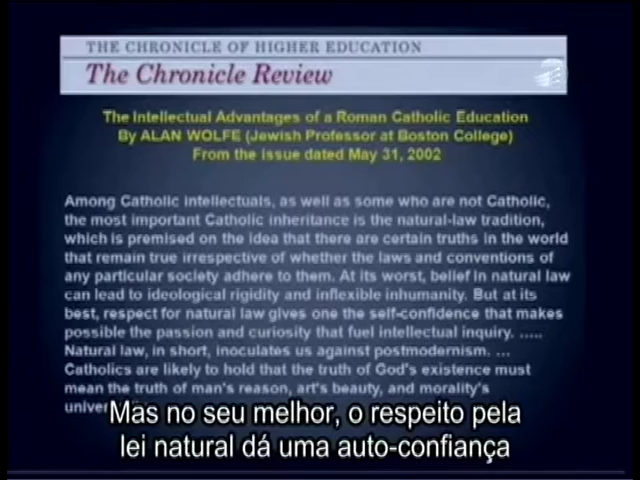 THE CHRONICLE OF HIGHER EDUCATION
The Chronicle Review
The Intellectual Advantages of a Roman Catholic Education
By ALAN WOLFE (Jewish Professor at Boston College)
From the issue dated May 31, 2002
Among Catholic intellectuals, as well as some who are not Catholic,
the most important Catholic inheritance is the natural-law tradition,
which is premised on the idea that there are certain truths in the world
that remain true irrespective of whether the laws and conventions of
any particular society adhere to them. At its worst, belief in natural law
can lead to ideological rigidity and inflexible inhumanity. But at its
best, respect for natural law gives one the self-confidence that makes
possible the passion and curiosity that fuel intellectual inquiry. .....
Natural law, in short, inoculates us against postmodernism. ...
Catholics are likely to hold that the truth of God's existence must
mean the truth of man's reason, art's beauty, and morality's
Mas no seu melhor, o respeito pela
lei natural dá uma auto-confiança